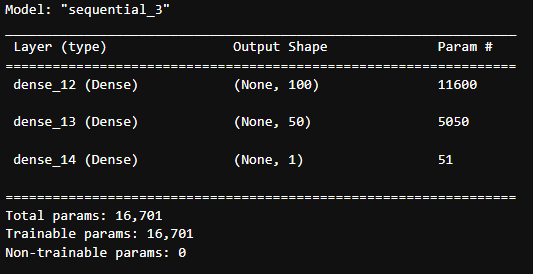 Model: "sequential_3"
_________________________________________________________________
Layer (type) Output Shape Param #
=================================================================
dense_12 (Dense) (None, 100) 11600
dense_13 (Dense) (None, 50) 5050
dense_14 (Dense) (None, 1) 51
=================================================================
Total params: 16,701
Trainable params: 16,701
Non-trainable params: 0